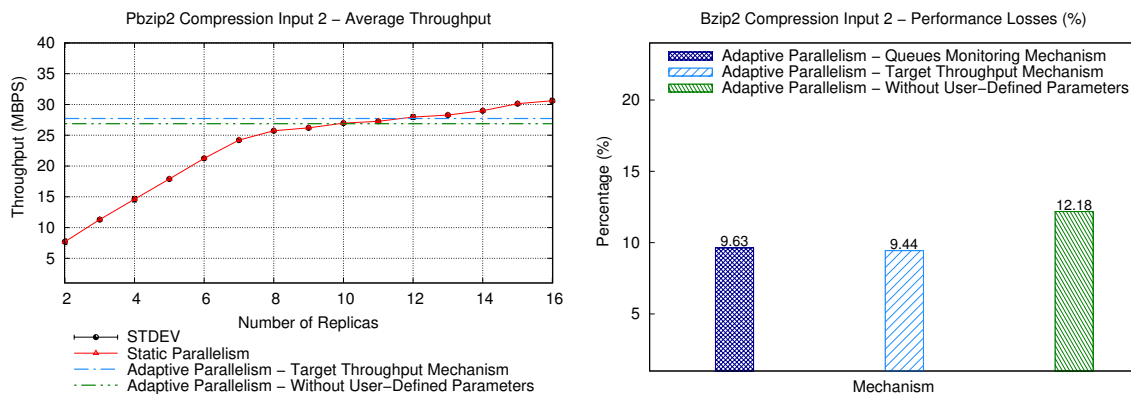 Pbzip2 Compression Input 2 − Average Throughput
40
35
30
25
20
15
10
5
Throughput (MBPS)
2 4 6 8 10 12 14 16
Number of Replicas
STDEV
Static Parallelism
Adaptive Parallelism − Target Throughput Mechanism
Adaptive Parallelism − Without User−Defined Parameters
Bzip2 Compression Input 2 − Performance Losses (%)
Adaptive Parallelism − Queues Monitoring Mechanism
Adaptive Parallelism − Target Throughput Mechanism
Adaptive Parallelism − Without User−Defined Parameters
20
15
10
5
Percentage (%)
9.63
9.44
12.18
Mechanism